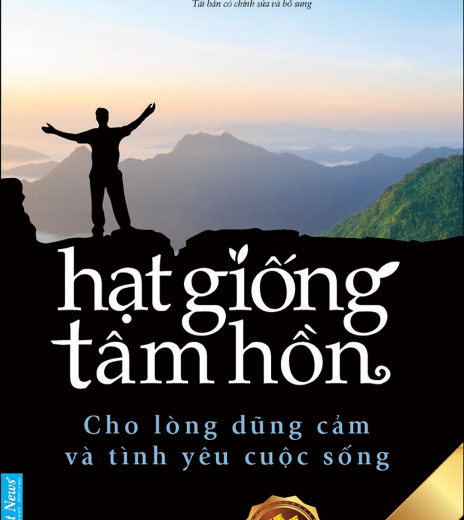 Tái bản có chỉnh sửa và bổ sung
hạt giống
tâm hồn
Cho lòng dũng cảm
và tình yêu cuộc sống
News